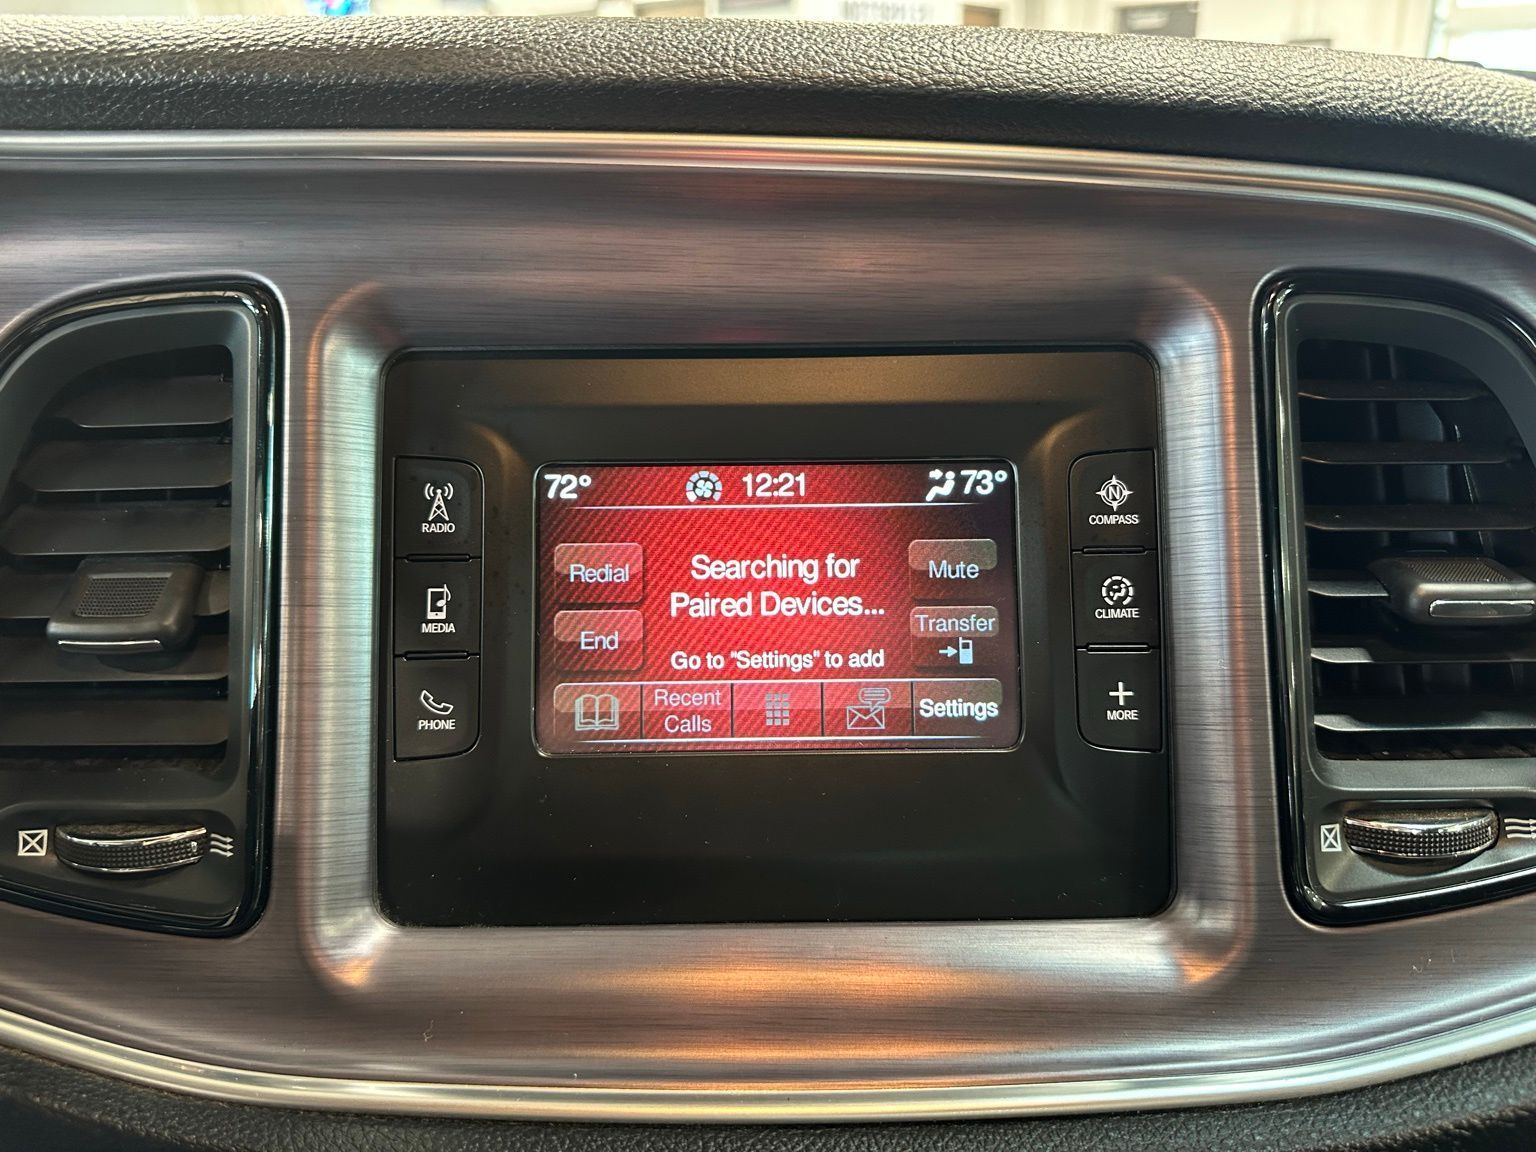 72° 12:21 73°
RADIO
MEDIA
PHONE
Redial
End
Searching for
Paired Devices...
Go to "Settings" to add
Mute
Transfer
Recent
Calls
Settings
N
COMPASS
CLIMATE
MORE